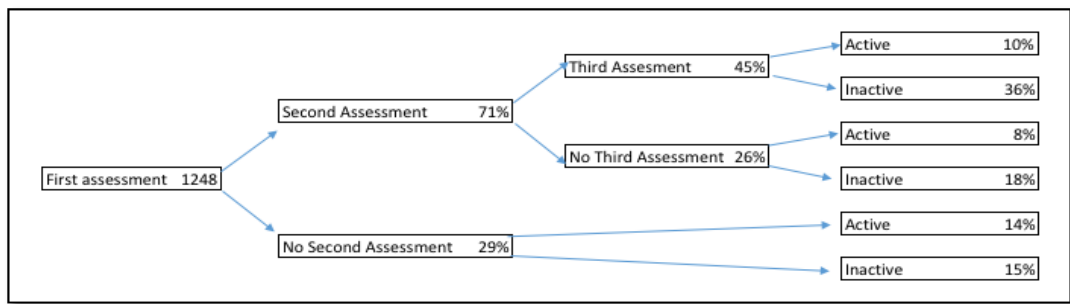 Active 10%
Third Assesment 45%
Inactive 36%
Second Assessment 71%
Active 8%
No Third Assessment 26%
First assessment 1248
Inactive 18%
Active 14%
No Second Assessment 29%
Inactive 15%